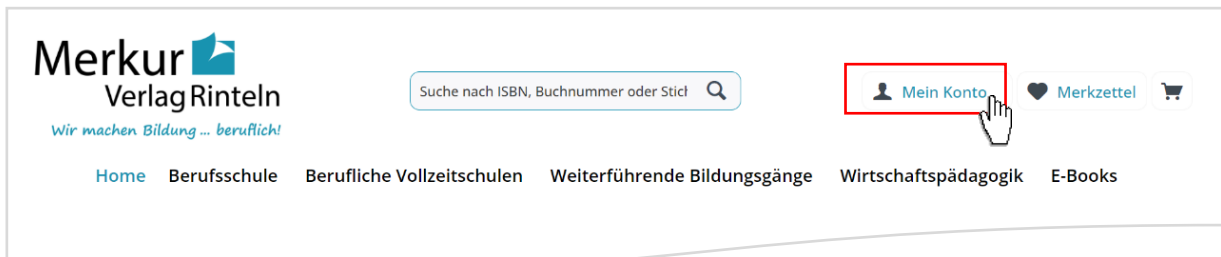 Merkur
Verlag Rinteln
Wir machen Bildung ... beruflich!
Suche nach ISBN, Buchnummer oder Sticl
Mein Konto
Merkzettel
Home Berufsschule Berufliche Vollzeitschulen Weiterführende Bildungsgänge Wirtschaftspädagogik E-Books